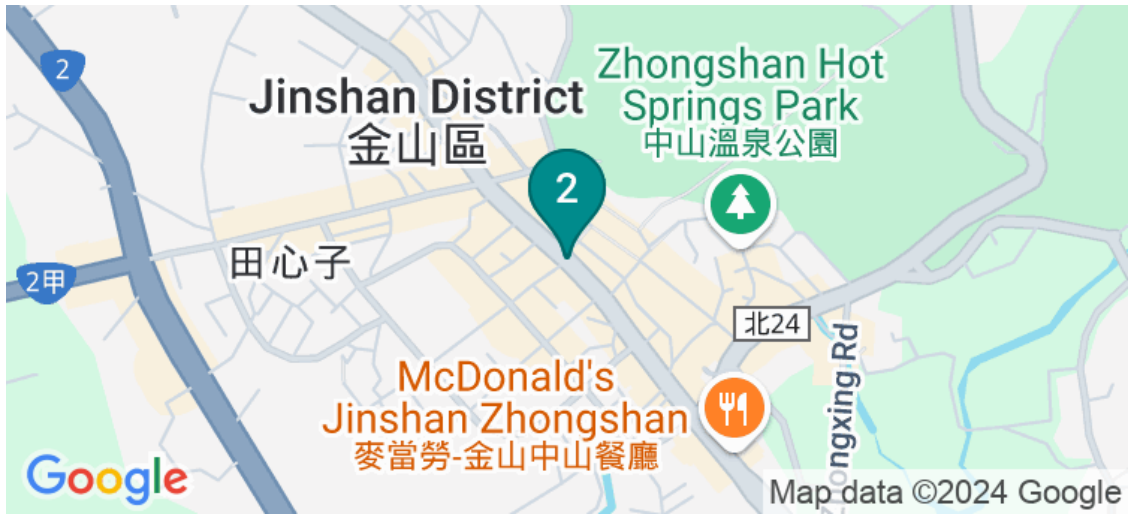 2
Jinshan District
金山區
Zhongshan Hot
Springs Park
中山溫泉公園
2
田心子
2甲
北24
McDonald's
Jinshan Zhongshan
麥當勞-金山中山餐廳
Zhongxing Rd
Google
Map data ©2024 Google